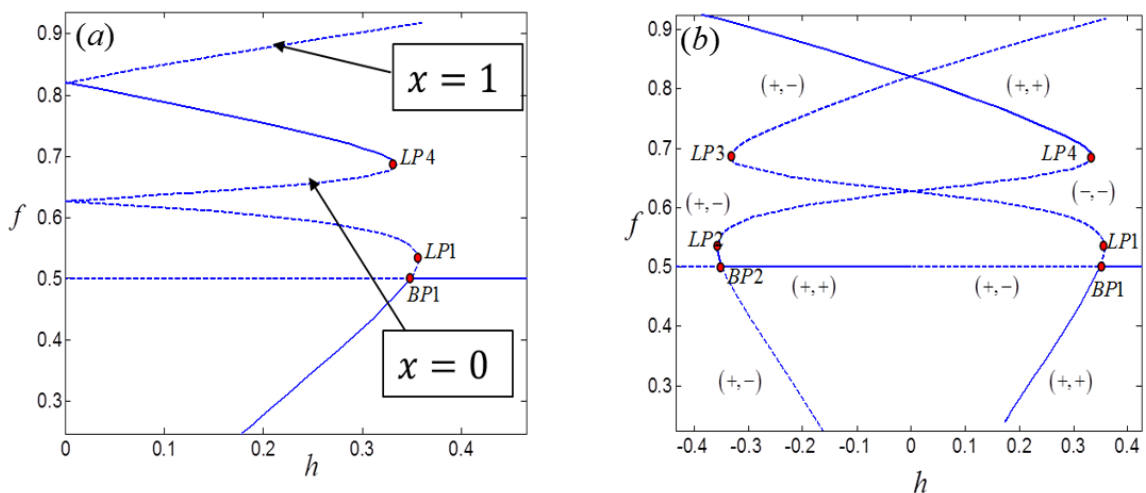 (a)
0.9
0.8
0.7
0.6
0.5
0.4
0.3
f
x = 1
LP4
LP1
BP1
x = 0
0
0.1
0.2
0.3
0.4
h
(b)
0.9
0.8
0.7
0.6
0.5
0.4
0.3
f
(+,-)
(+,+)
LP3
LP4
(+,-)
(-,-)
LP2
LP1
BP2
(+,+)
(+,-)
BP1
(+,-)
(+,+)
-0.4
-0.3
-0.2
-0.1
0
0.1
0.2
0.3
0.4
h